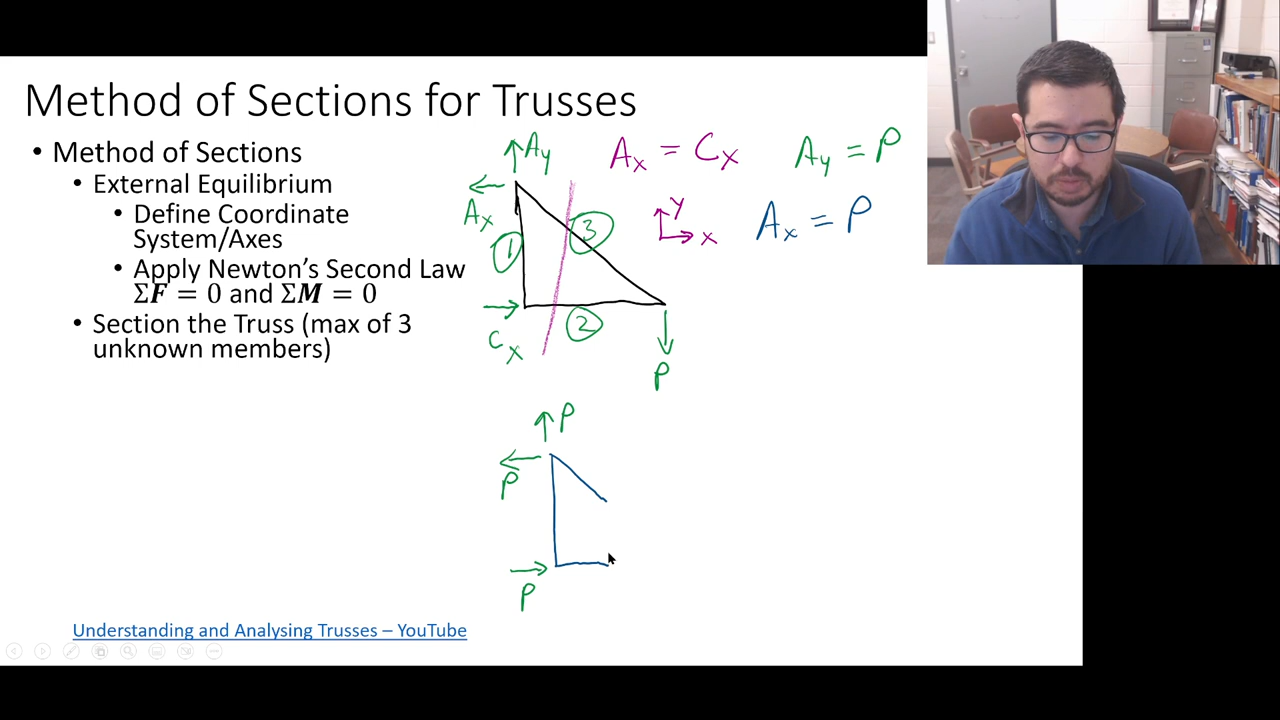 Method of Sections for Trusses
• Method of Sections
• External Equilibrium
• Define Coordinate
System/Axes
• Apply Newton's Second Law
Σ𝑭 = 0 and Σ𝑴 = 0
• Section the Truss (max of 3
unknown members)
Ay
Ax = Cx
Ay = P
Ax
Y
x
Ax = P
1
3
2
Cx
P
P
P
P
Understanding and Analysing Trusses – YouTube